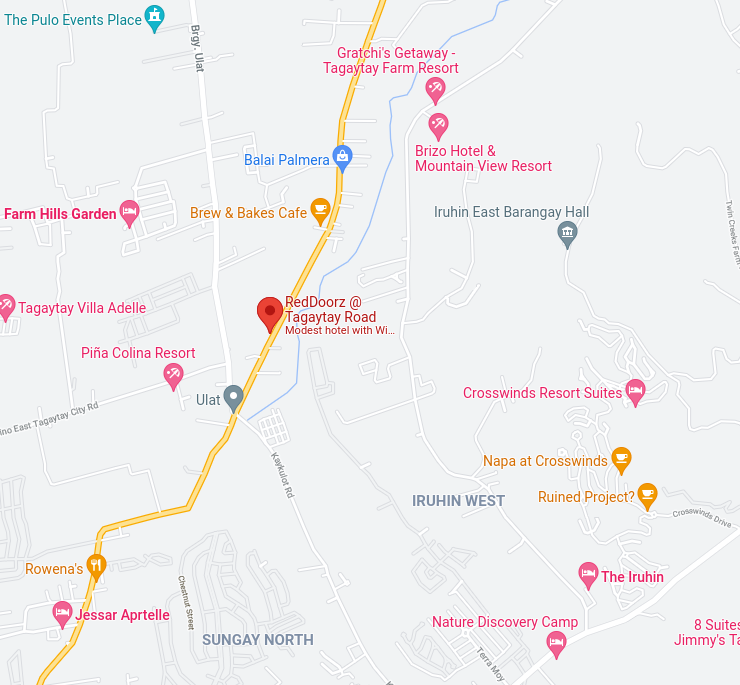 The Pulo Events Place
Brgy. Ulat
Gratchi's Getaway -
Tagaytay Farm Resort
Balai Palmera
Brizo Hotel &
Mountain View Resort
Farm Hills Garden
Brew & Bakes Cafe
Iruhin East Barangay Hall
Twin Creeks Farm
Tagaytay Villa Adelle
RedDoorz @
Tagaytay Road
Modest hotel with Wi...
Piña Colina Resort
Ulat
Crosswinds Resort Suites
ino East Tagaytay City Rd
Kaykulot Rd
Napa at Crosswinds
IRUHIN WEST
Ruined Project?
Crosswinds Drive
Rowena's
Chestnut Street
The Iruhin
Jessar Aprtelle
Nature Discovery Camp
8 Suites
Jimmy's Ta
SUNGAY NORTH
Terra Moy